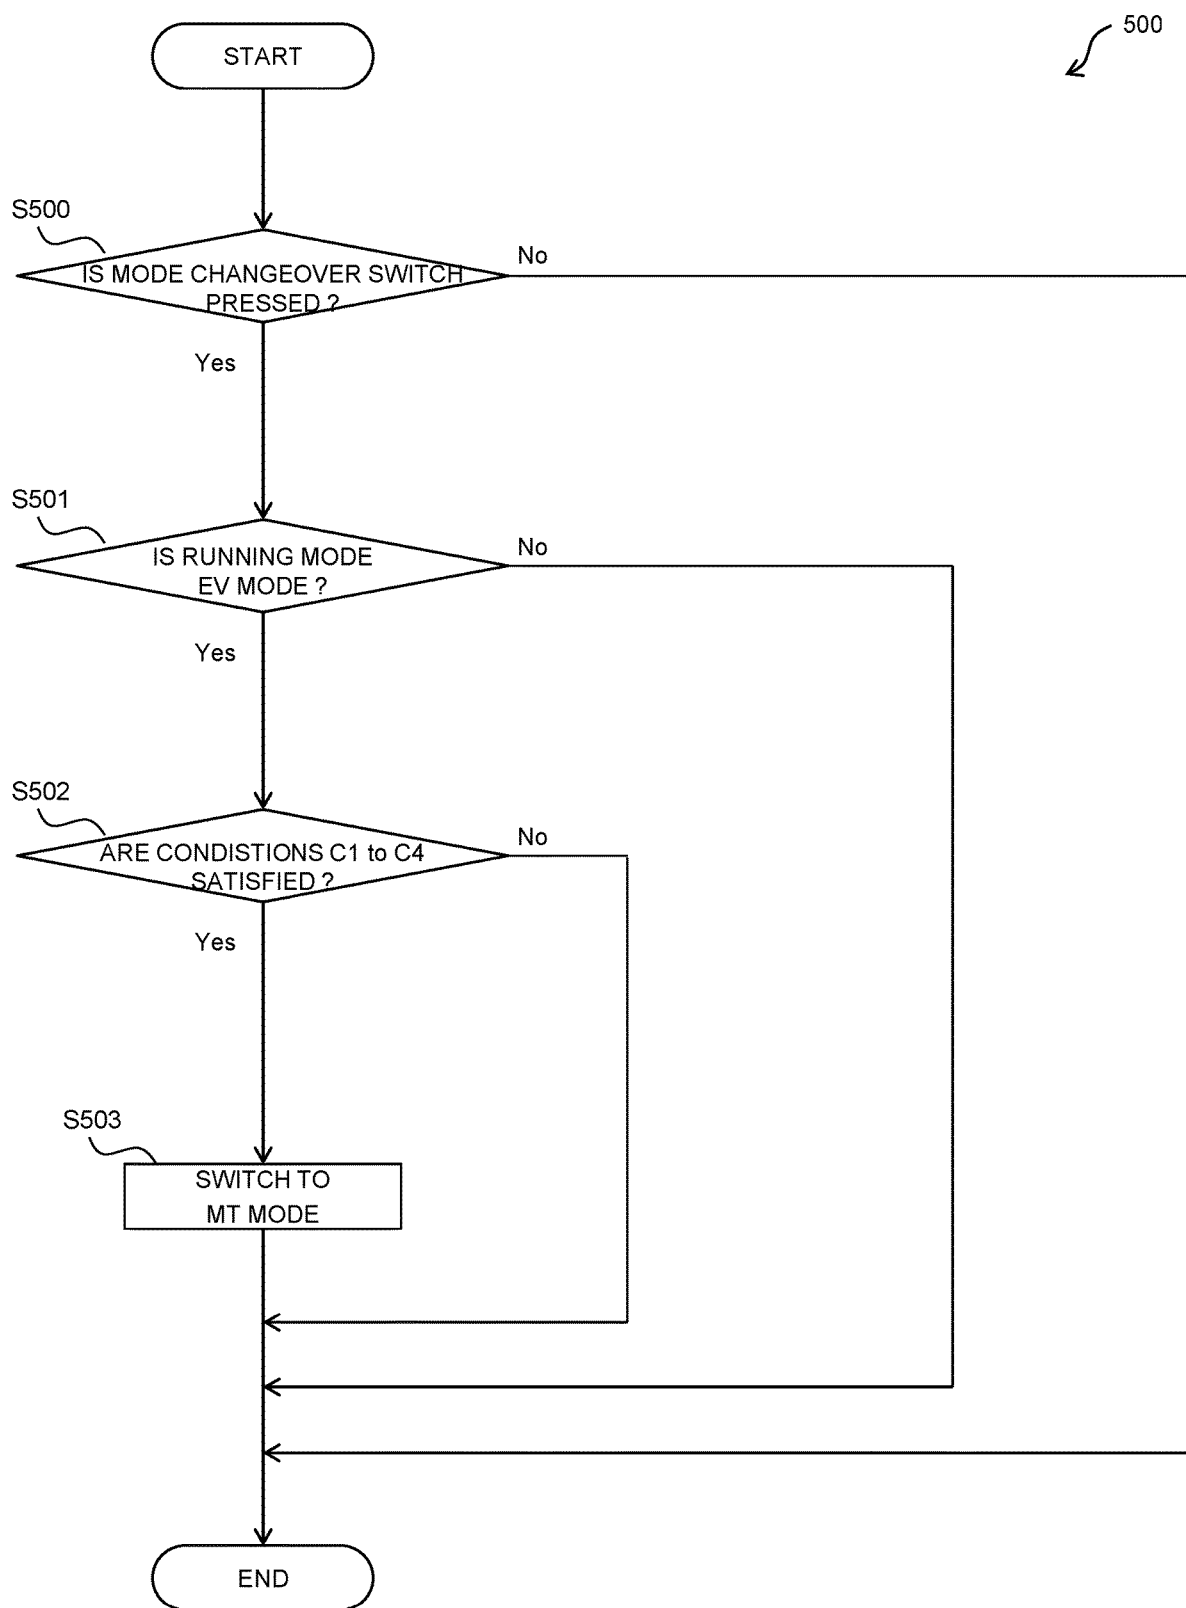 500
START
S500
IS MODE CHANGEOVER SWITCH
PRESSED ?
No
Yes
S501
IS RUNNING MODE
EV MODE ?
No
Yes
S502
ARE CONDISTIONS C1 to C4
SATISFIED ?
No
Yes
S503
SWITCH TO
MT MODE
END